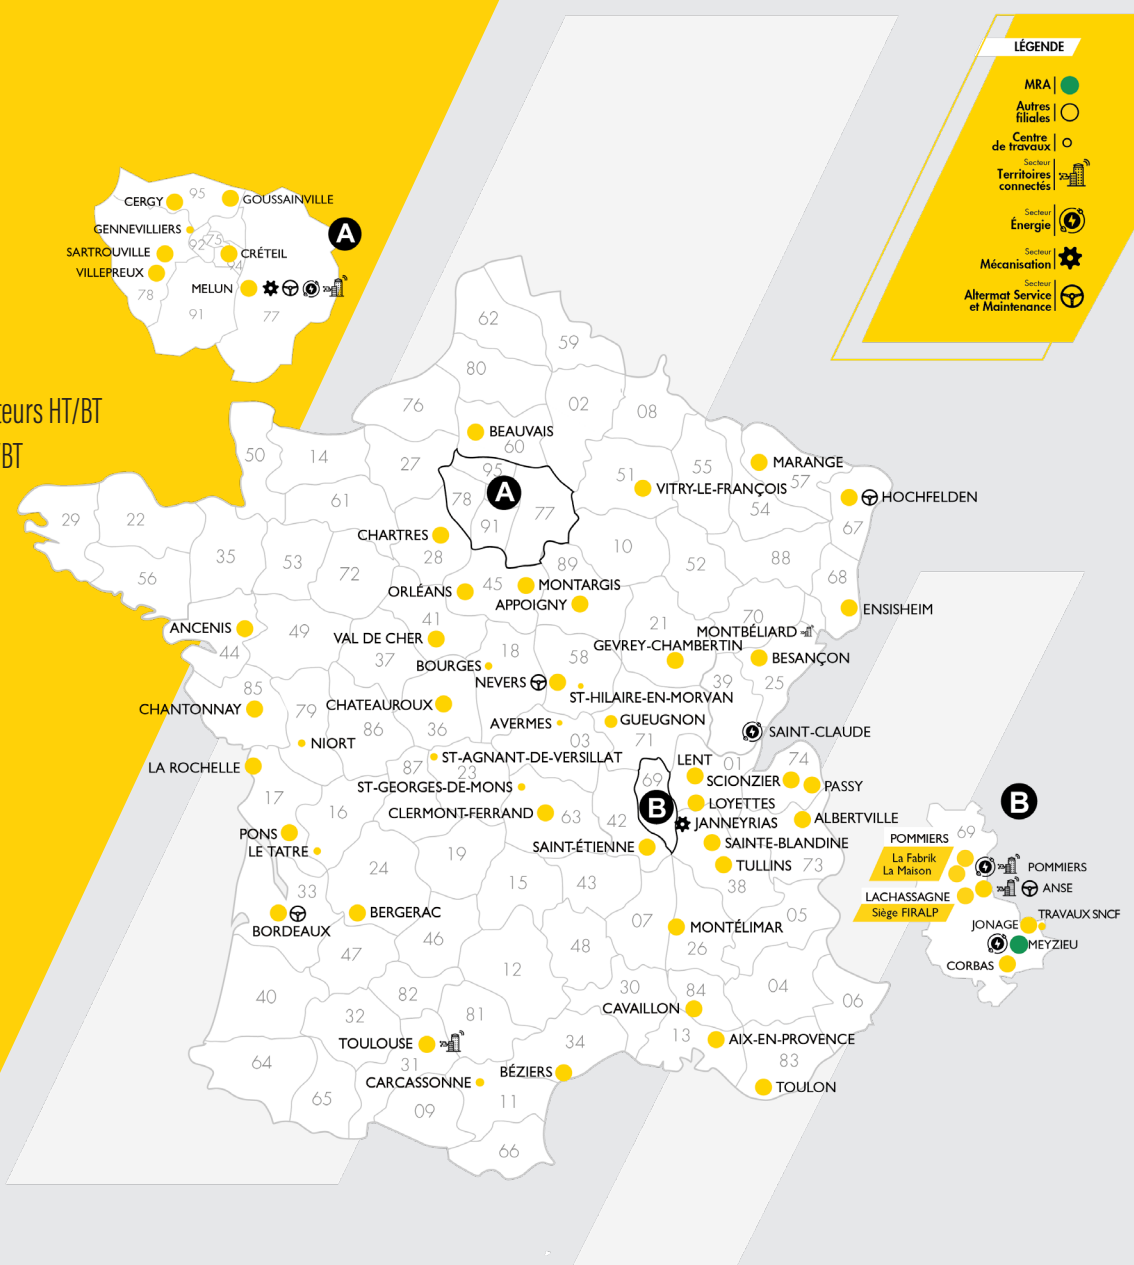 LÉGENDE
MRA
Autres
filiales
Centre
de travaux
Secteur
Territoires
connectés
Secteur
Énergie
Secteur
Mécanisation
Secteur
Altermat Service
et Maintenance
A
CERGY
95
GOUSSAINVILLE
GENNEVILLIERS
92
75
SARTROUVILLE
CRÉTEIL
94
VILLEPREUX
78
MELUN
91
77
teurs HT/BT
/BT
62
59
80
76
02
08
BEAUVAIS
60
50
14
27
95
51
55
MARANGE
57
61
78
A
VITRY-LE-FRANÇOIS
HOCHFELDEN
29
22
91
77
54
67
35
53
CHARTRES
28
10
88
56
72
89
52
68
ORLÉANS
45
MONTARGIS
APPOIGNY
ENSISHEIM
ANCENIS
49
41
21
70
MONTBÉLIARD
44
VAL DE CHER
18
GEVREY-CHAMBERTIN
37
BOURGES
58
BESANÇON
85
NEVERS
39
25
CHANTONNAY
79
CHATEAUROUX
ST-HILAIRE-EN-MORVAN
86
36
AVERMES
GUEUGNON
NIORT
03
71
SAINT-CLAUDE
87
ST-AGNANT-DE-VERSILLAT
LENT
01
74
LA ROCHELLE
23
69
SCIONZIER
PASSY
17
ST-GEORGES-DE-MONS
B
LOYETTES
16
CLERMONT-FERRAND
63
42
JANNEYRIAS
ALBERTVILLE
PONS
SAINT-ÉTIENNE
SAINTE-BLANDINE
LE TATRE
19
TULLINS
73
24
15
43
38
33
BERGERAC
07
05
BORDEAUX
46
MONTÉLIMAR
47
48
26
12
40
82
30
84
04
06
32
81
CAVAILLON
TOULOUSE
34
13
AIX-EN-PROVENCE
64
31
BÉZIERS
83
CARCASSONNE
TOULON
65
09
11
66
B
69
POMMIERS
La Fabrik
La Maison
POMMIERS
ANSE
LACHASSAGNE
Siège FIRALP
TRAVAUX SNCF
JONAGE
MEYZIEU
CORBAS